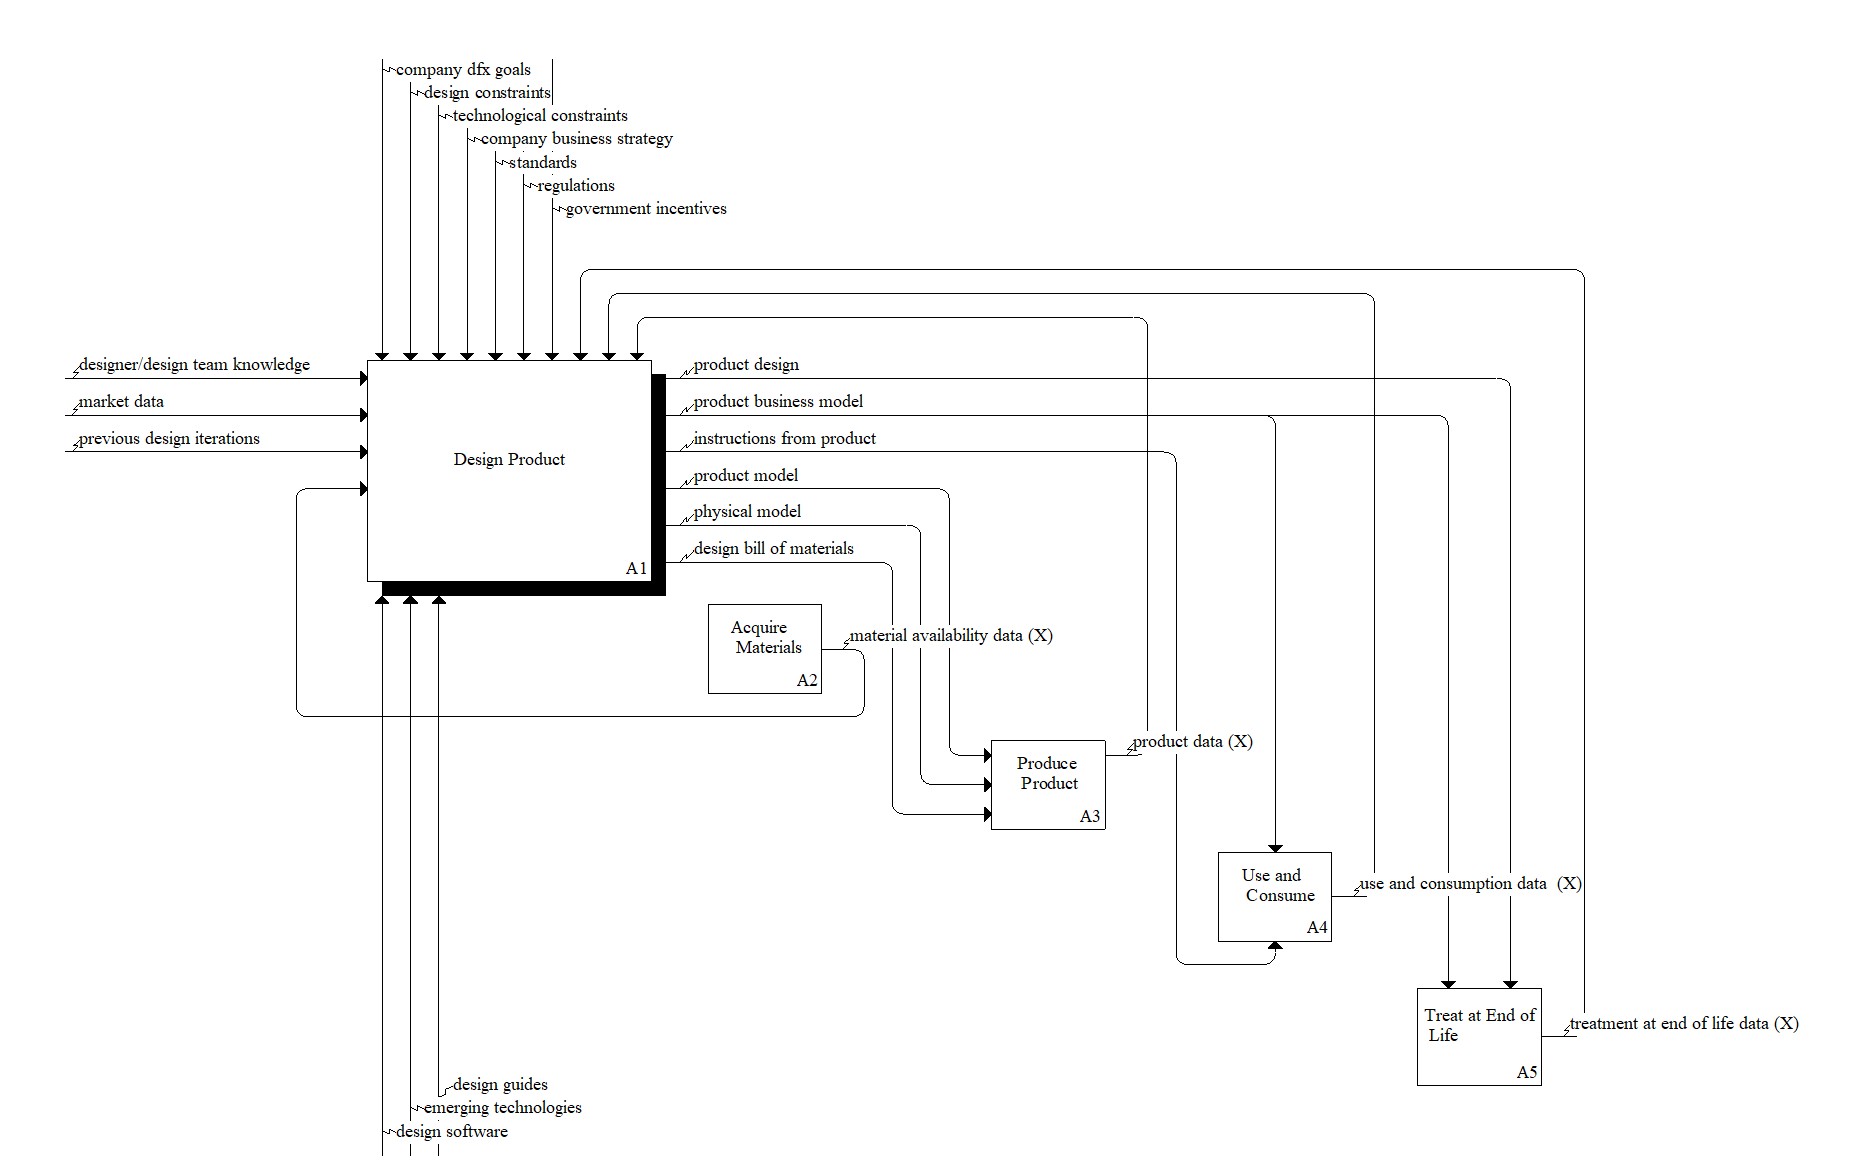 company dfx goals
design constraints
technological constraints
company business strategy
standards
regulations
government incentives
designer/design team knowledge
market data
previous design iterations
Design Product
A1
product design
product business model
instructions from product
product model
physical model
design bill of materials
Acquire
Materials
A2
material availability data (X)
Produce
Product
A3
product data (X)
Use and
Consume
A4
use and consumption data (X)
Treat at End of
Life
A5
treatment at end of life data (X)
design guides
emerging technologies
design software